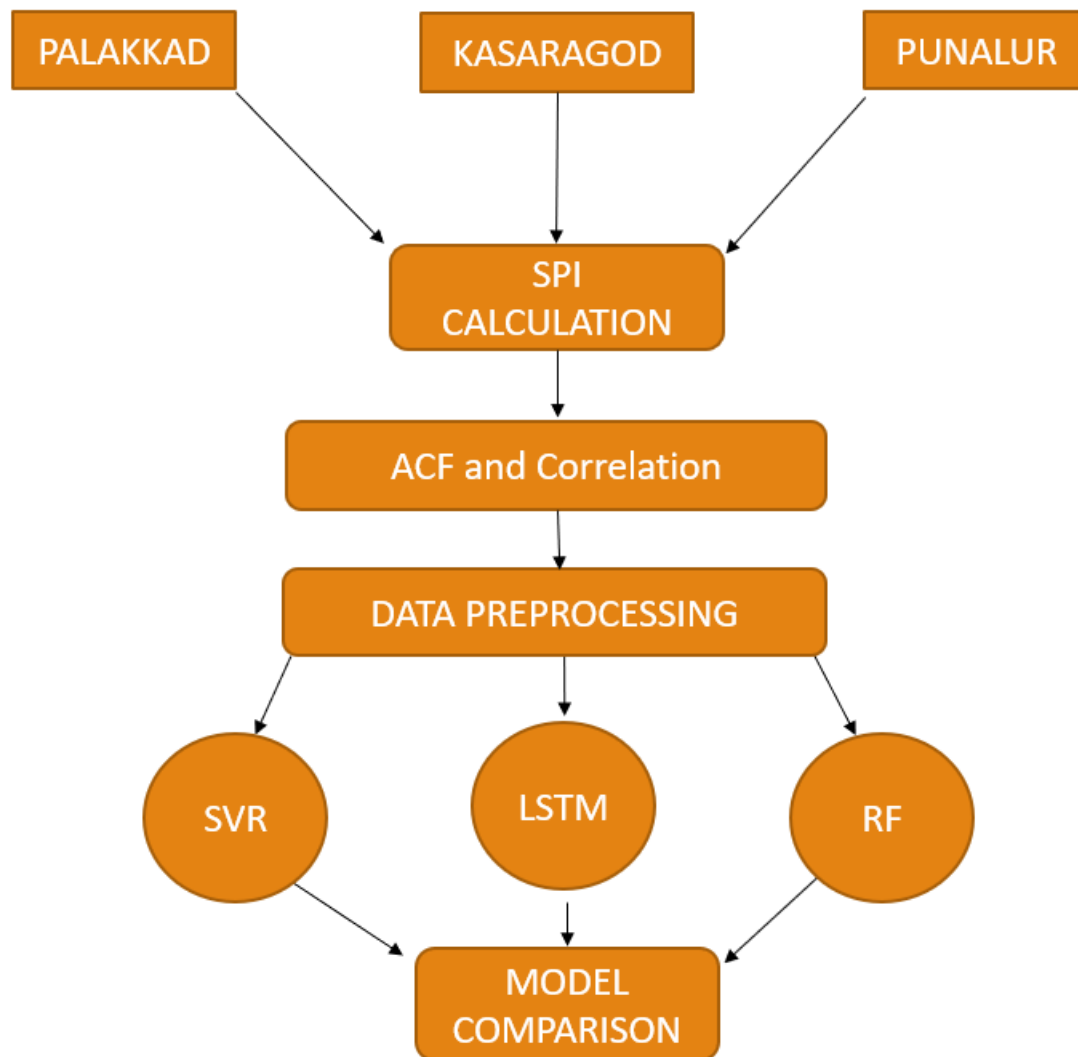 PALAKKAD
KASARAGOD
PUNALUR
SPI
CALCULATION
ACF and Correlation
DATA PREPROCESSING
SVR
LSTM
RF
MODEL
COMPARISON